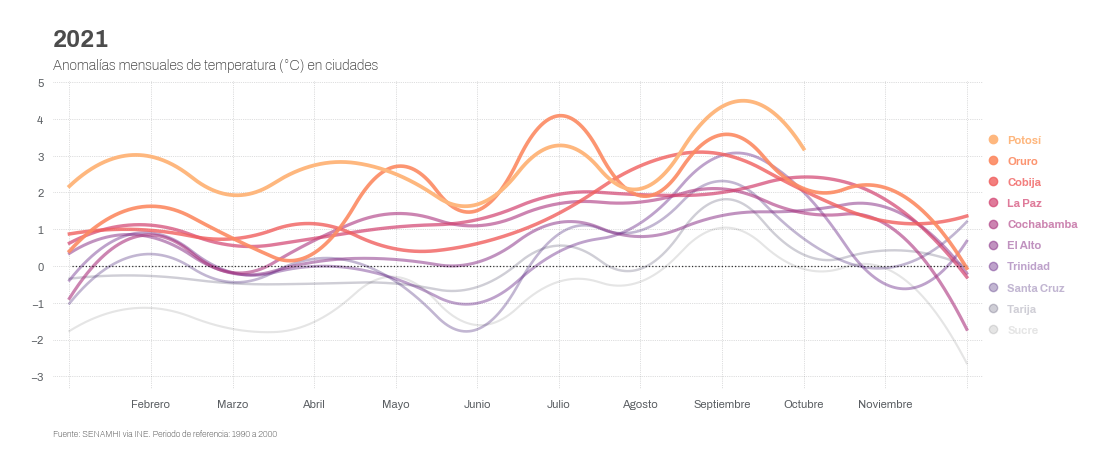 2021
Anomalías mensuales de temperatura (°C) en ciudades
5
4
3
2
1
0
−1
−2
−3
Febrero Marzo Abril Mayo Junio Julio Agosto Septiembre Octubre Noviembre
Potosí
Oruro
Cobija
La Paz
Cochabamba
El Alto
Trinidad
Santa Cruz
Tarija
Sucre
Fuente: SENAMHI via INE. Periodo de referencia: 1990 a 2000